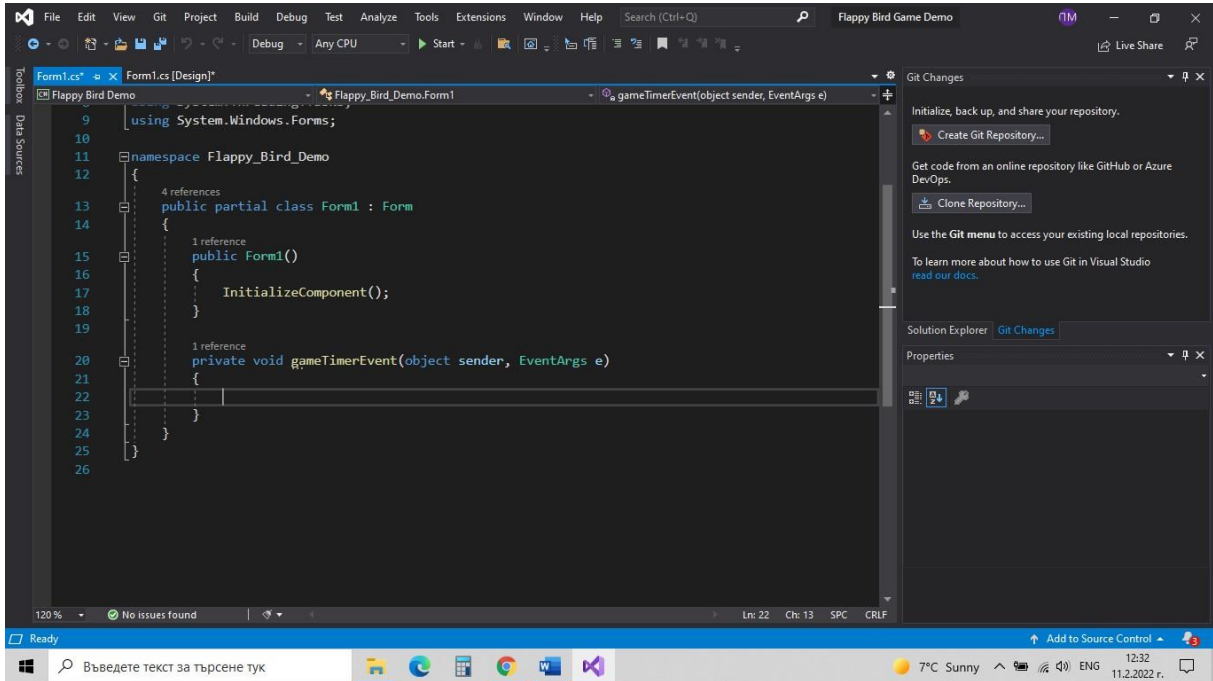 File Edit View Git Project Build Debug Test Analyze Tools Extensions Window Help Search (Ctrl+Q) Flappy Bird Game Demo ПМ
Debug Any CPU Start Live Share
Toolbox
Data Sources
Form1.cs* Form1.cs [Design]*
Flappy Bird Demo Flappy_Bird_Demo.Form1 gameTimerEvent(object sender, EventArgs e)
9 using System.Windows.Forms;
10
11 namespace Flappy_Bird_Demo
12 {
4 references
13 public partial class Form1 : Form
14 {
1 reference
15 public Form1()
16 {
17 InitializeComponent();
18 }
19
1 reference
20 private void gameTimerEvent(object sender, EventArgs e)
21 {
22
23 }
24 }
25 }
26
120 % No issues found Ln: 22 Ch: 13 SPC CRLF
Git Changes
Initialize, back up, and share your repository.
Create Git Repository...
Get code from an online repository like GitHub or Azure
DevOps.
Clone Repository...
Use the Git menu to access your existing local repositories.
To learn more about how to use Git in Visual Studio
read our docs.
Solution Explorer Git Changes
Properties
Ready Add to Source Control 3
Въведете текст за търсене тук 7°C Sunny ENG 12:32
11.2.2022 г.